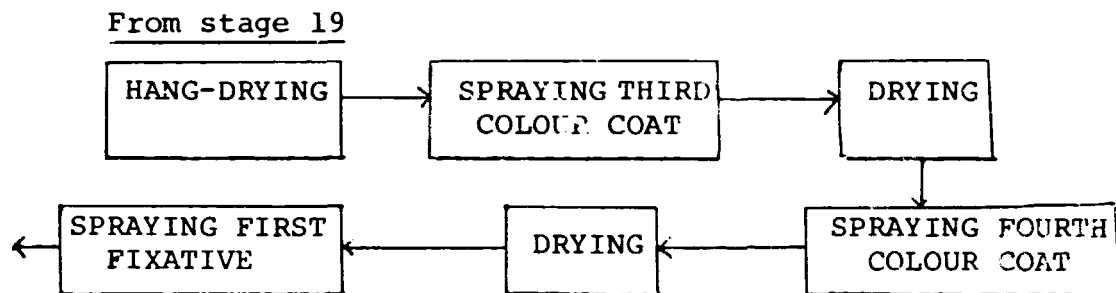 From stage 19
HANG-DRYING
SPRAYING THIRD
COLOUR COAT
DRYING
SPRAYING FOURTH
COLOUR COAT
DRYING
SPRAYING FIRST
FIXATIVE